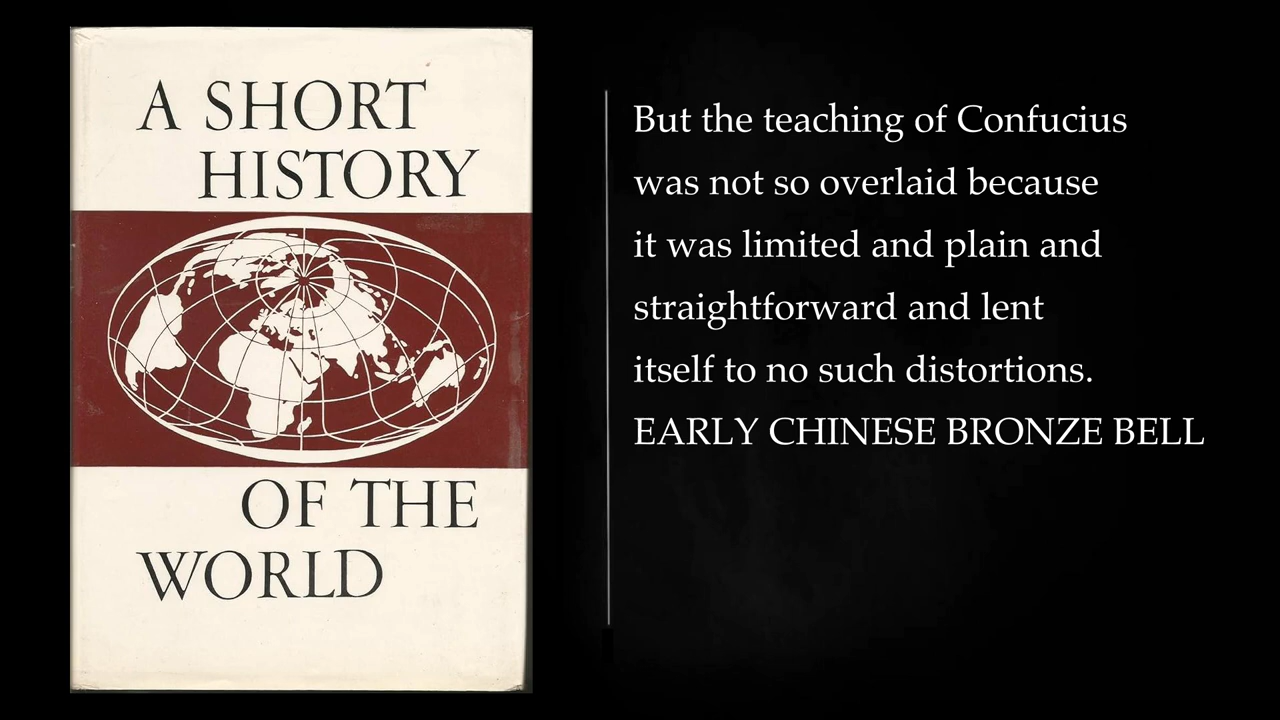 A SHORT
HISTORY
OF THE
WORLD
But the teaching of Confucius
was not so overlaid because
it was limited and plain and
straightforward and lent
itself to no such distortions.
EARLY CHINESE BRONZE BELL